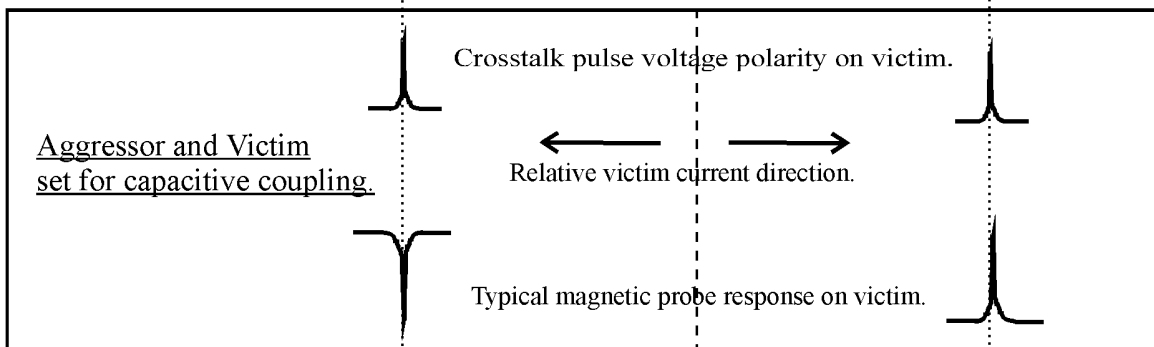 Crosstalk pulse voltage polarity on victim.
Aggressor and Victim
set for capacitive coupling.
Relative victim current direction.
Typical magnetic probe response on victim.